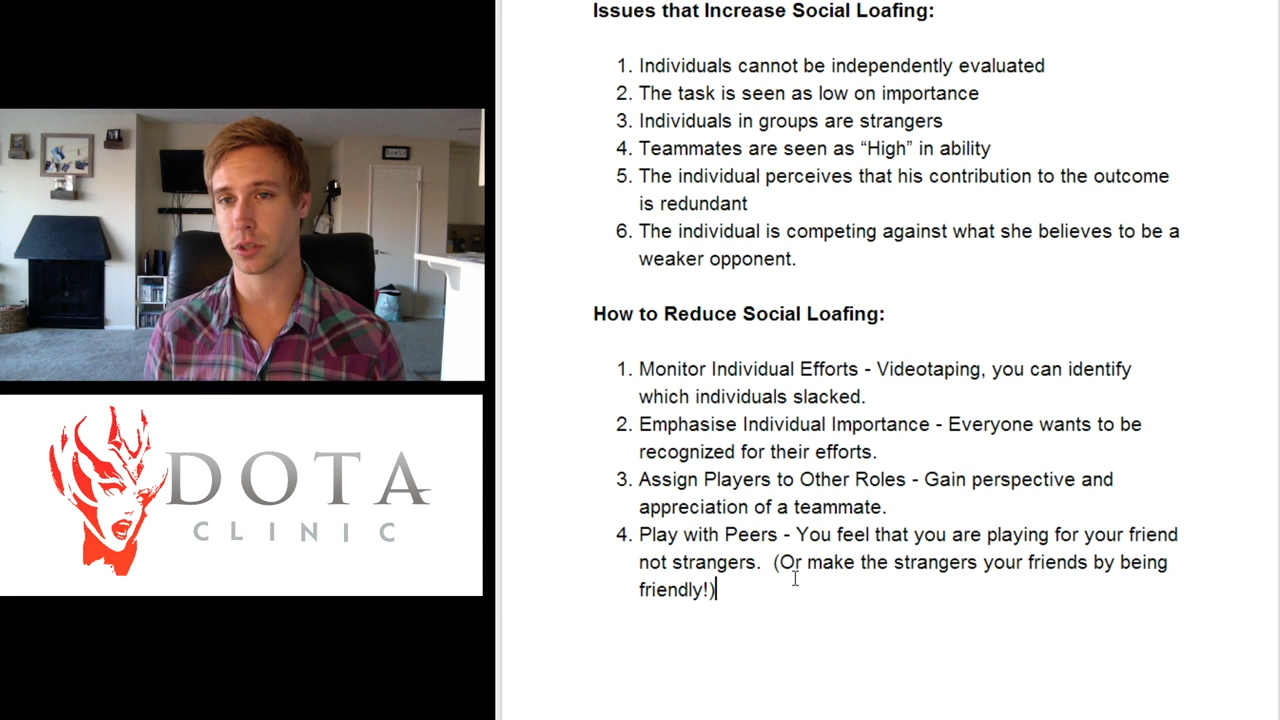 Issues that Increase Social Loafing:
1. Individuals cannot be independently evaluated
2. The task is seen as low on importance
3. Individuals in groups are strangers
4. Teammates are seen as “High” in ability
5. The individual perceives that his contribution to the outcome
is redundant
6. The individual is competing against what she believes to be a
weaker opponent.
How to Reduce Social Loafing:
1. Monitor Individual Efforts - Videotaping, you can identify
which individuals slacked.
2. Emphasise Individual Importance - Everyone wants to be
recognized for their efforts.
3. Assign Players to Other Roles - Gain perspective and
appreciation of a teammate.
4. Play with Peers - You feel that you are playing for your friend
not strangers.  (Or make the strangers your friends by being
friendly!)
DOTA
CLINIC